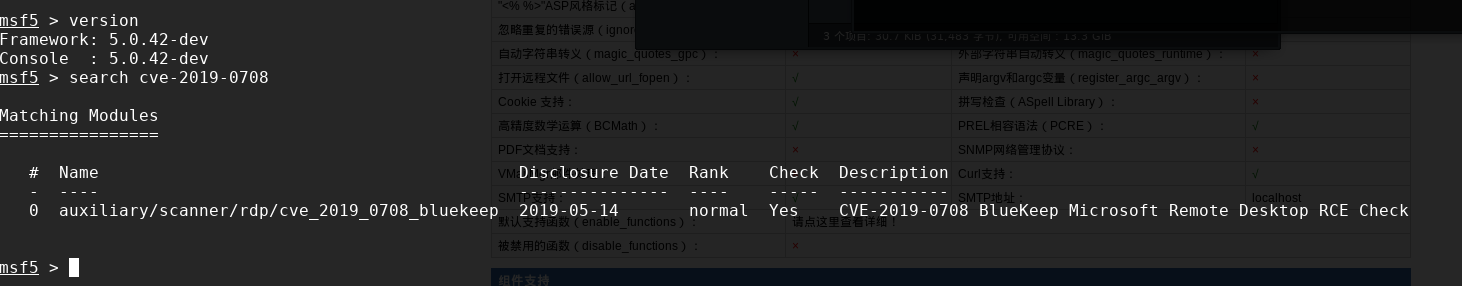 msf5 > version
Framework: 5.0.42-dev
Console  : 5.0.42-dev
msf5 > search cve-2019-0708
Matching Modules
================
#  Name  Disclosure Date  Rank  Check  Description
-  ----  ---------------  ----  -----  -----------
0  auxiliary/scanner/rdp/cve_2019_0708_bluekeep  2019-05-14  normal  Yes  CVE-2019-0708 BlueKeep Microsoft Remote Desktop RCE Check
msf5 >
"<% %>"ASP风格标记（a
忽略重复的错误源（ignor
3 个项目: 30.7 KiB (31,483 字节), 可用空间: 13.3 GiB
自动字符串转义（magic_quotes_gpc）： × 外部字符串自动转义（magic_quotes_runtime）： ×
打开远程文件（allow_url_fopen）： √ 声明argv和argc变量（register_argc_argv）： ×
Cookie 支持： √ 拼写检查（ASpell Library）： ×
高精度数学运算（BCMath）： √ PREL相容语法（PCRE）： √
PDF文档支持： × SNMP网络管理协议： ×
Curl支持： √
SMTP支持： √ SMTP地址： localhost
默认支持函数（enable_functions）： 请点这里查看详细！
被禁用的函数（disable_functions）： ×
组件支持